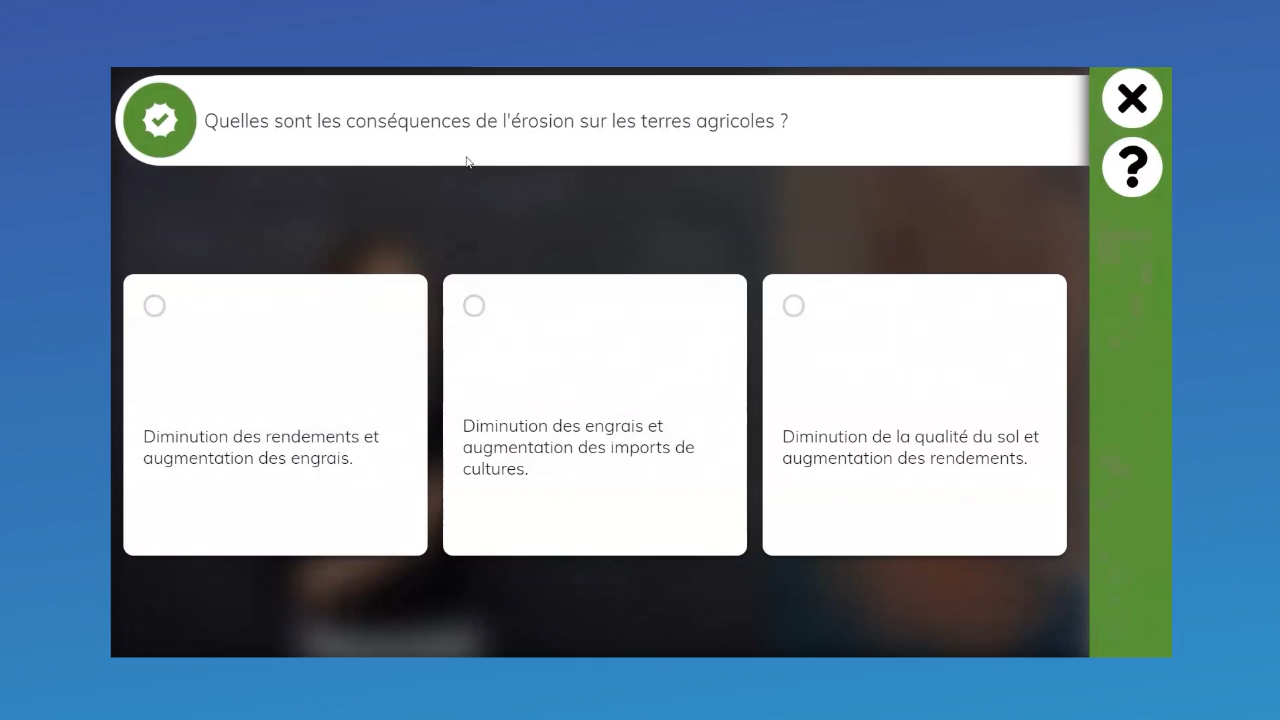 Quelles sont les conséquences de l'érosion sur les terres agricoles ?
Diminution des rendements et
augmentation des engrais.
Diminution des engrais et
augmentation des imports de
cultures.
Diminution de la qualité du sol et
augmentation des rendements.